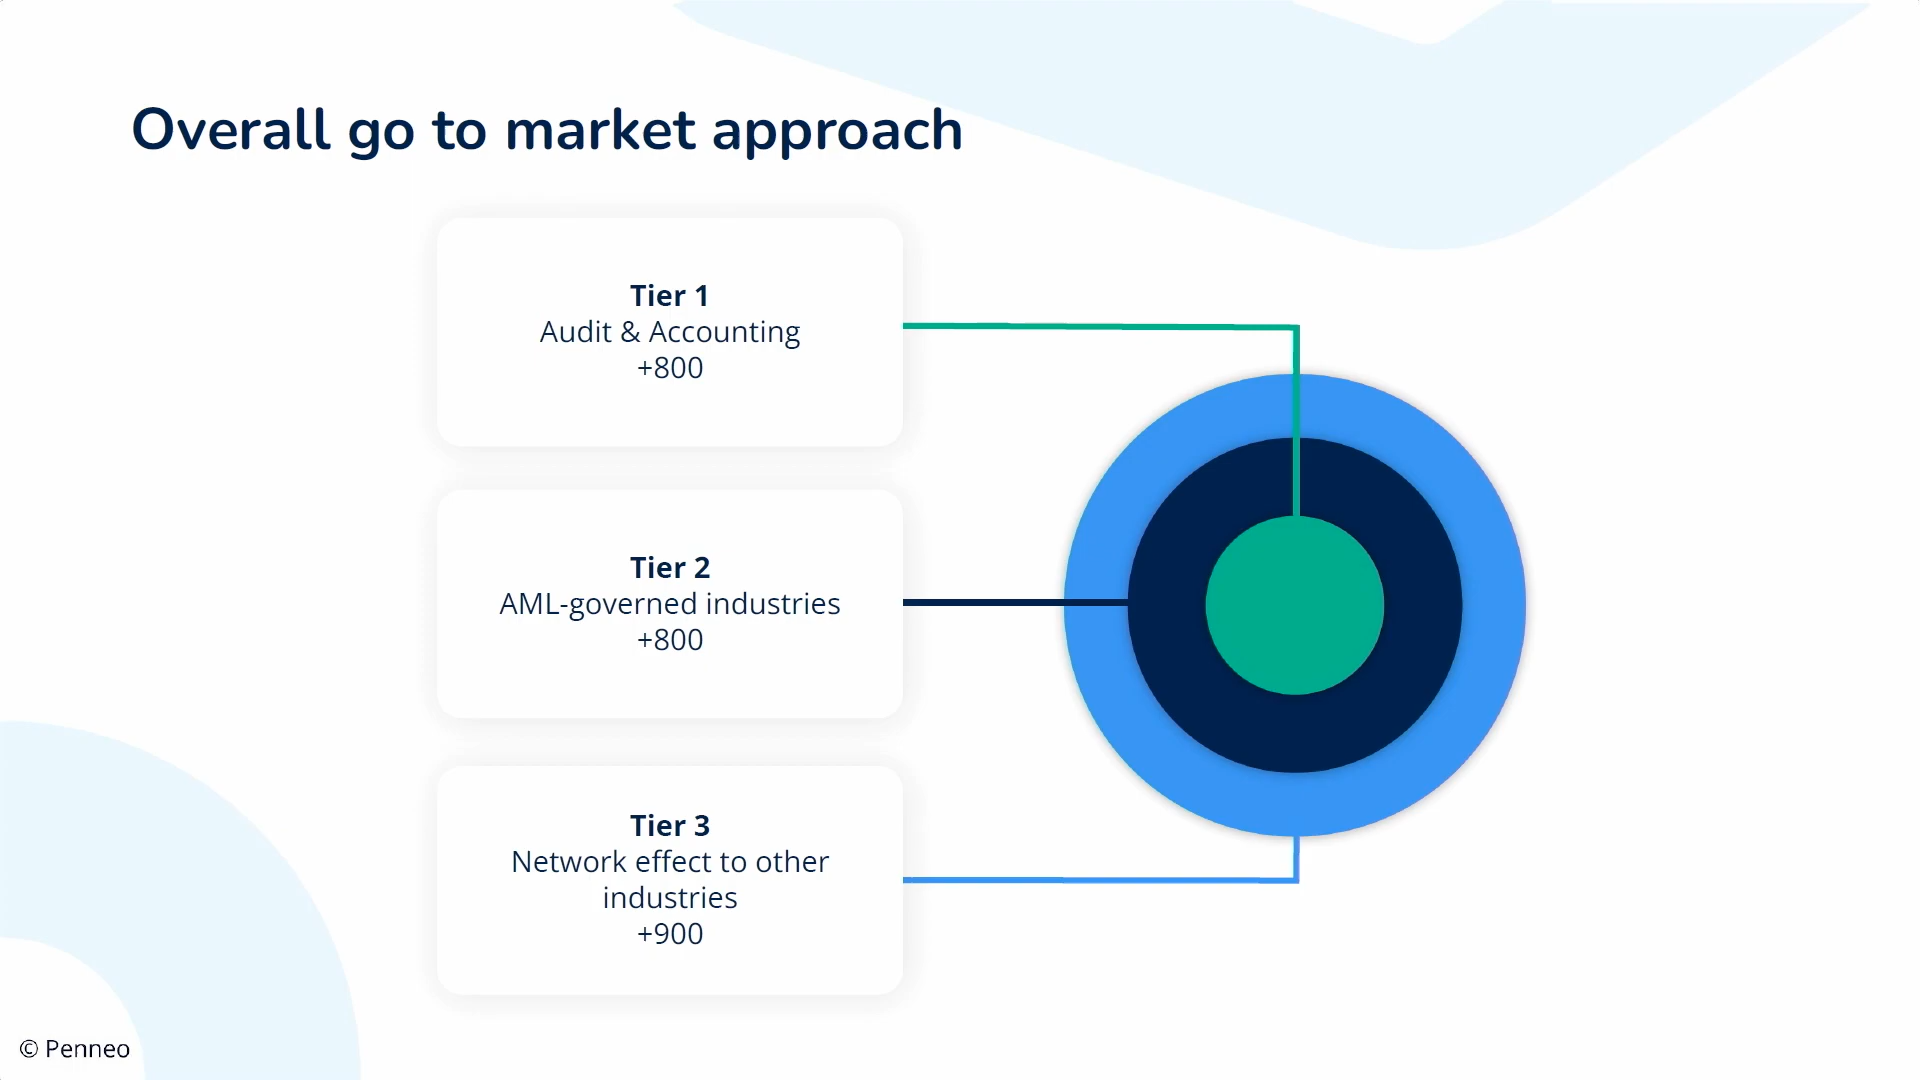 Overall go to market approach
Tier 1
Audit & Accounting
+800
Tier 2
AML-governed industries
+800
Tier 3
Network effect to other
industries
+900
© Penneo